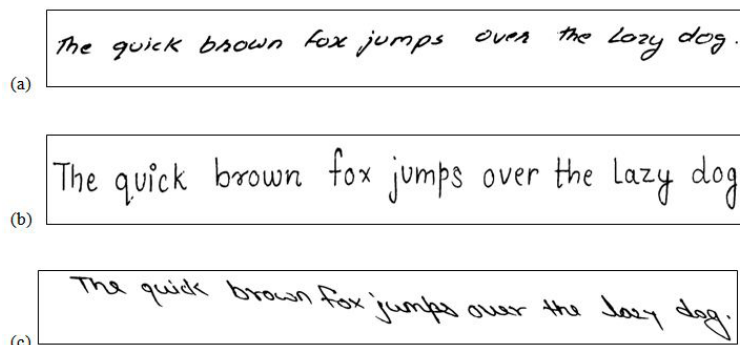 The quick brown fox jumps over the lazy dog.
(a)
The quick brown fox jumps over the lazy dog
(b)
The quick brown fox jumps over the lazy dog.
(c)